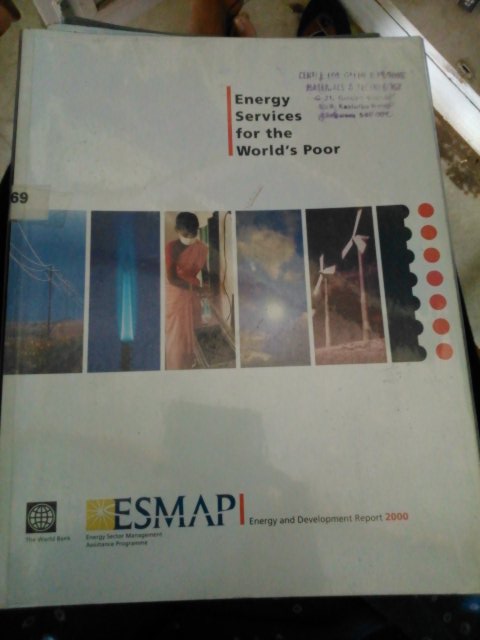 Energy
Services
for the
World's Poor
69
The World Bank
ESMAP
Energy Sector Management
Assistance Programme
Energy and Development Report 2000